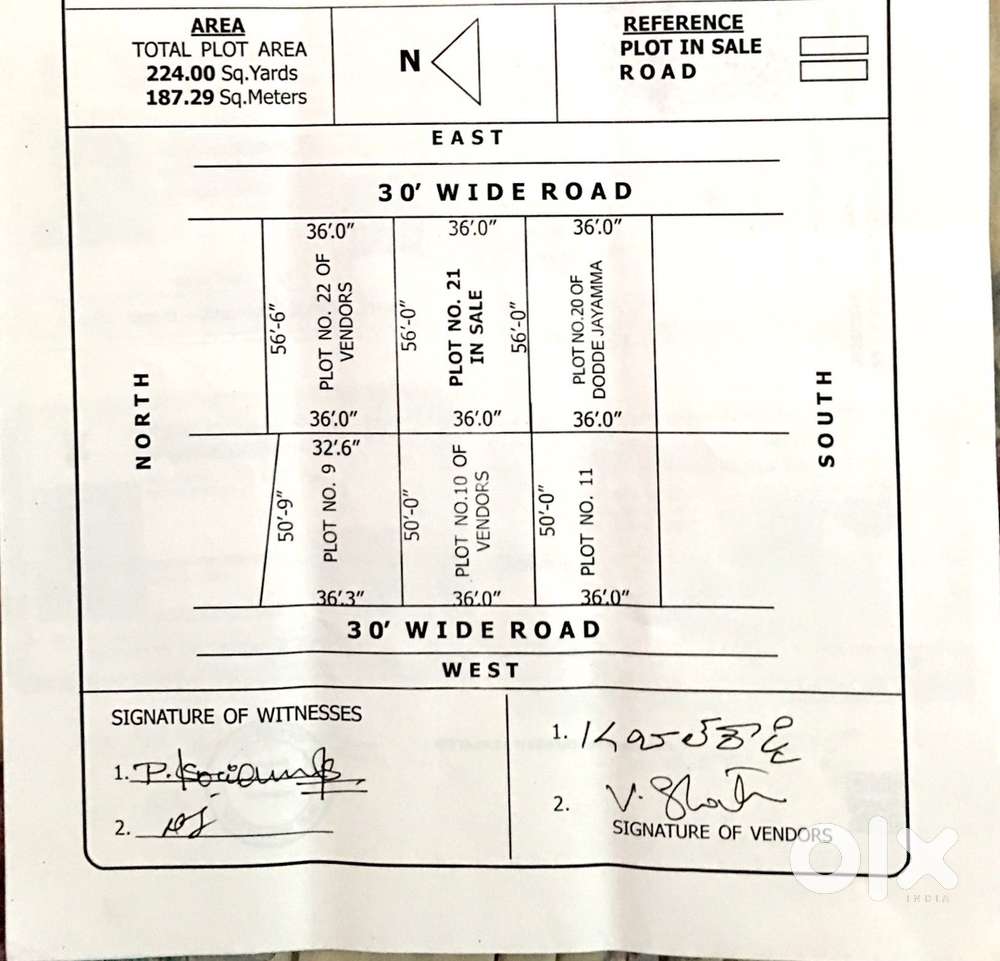 AREA
TOTAL PLOT AREA
224.00 Sq.Yards
187.29 Sq.Meters
N
REFERENCE
PLOT IN SALE
ROAD
EAST
30' WIDE ROAD
36'.0"
36'.0"
36'.0"
56'-6"
PLOT NO. 22 OF
VENDORS
56'-0"
PLOT NO. 21
IN SALE
56'-0"
PLOT NO.20 OF
DODDE JAYAMMA
36'.0"
36'.0"
36'.0"
NORTH
SOUTH
32'.6"
50'-9"
PLOT NO. 9
50'-0"
PLOT NO.10 OF
VENDORS
50'-0"
PLOT NO. 11
36'.3"
36'.0"
36'.0"
30' WIDE ROAD
WEST
SIGNATURE OF WITNESSES
1.
2.
1.
2.
SIGNATURE OF VENDORS
olx
INDIA